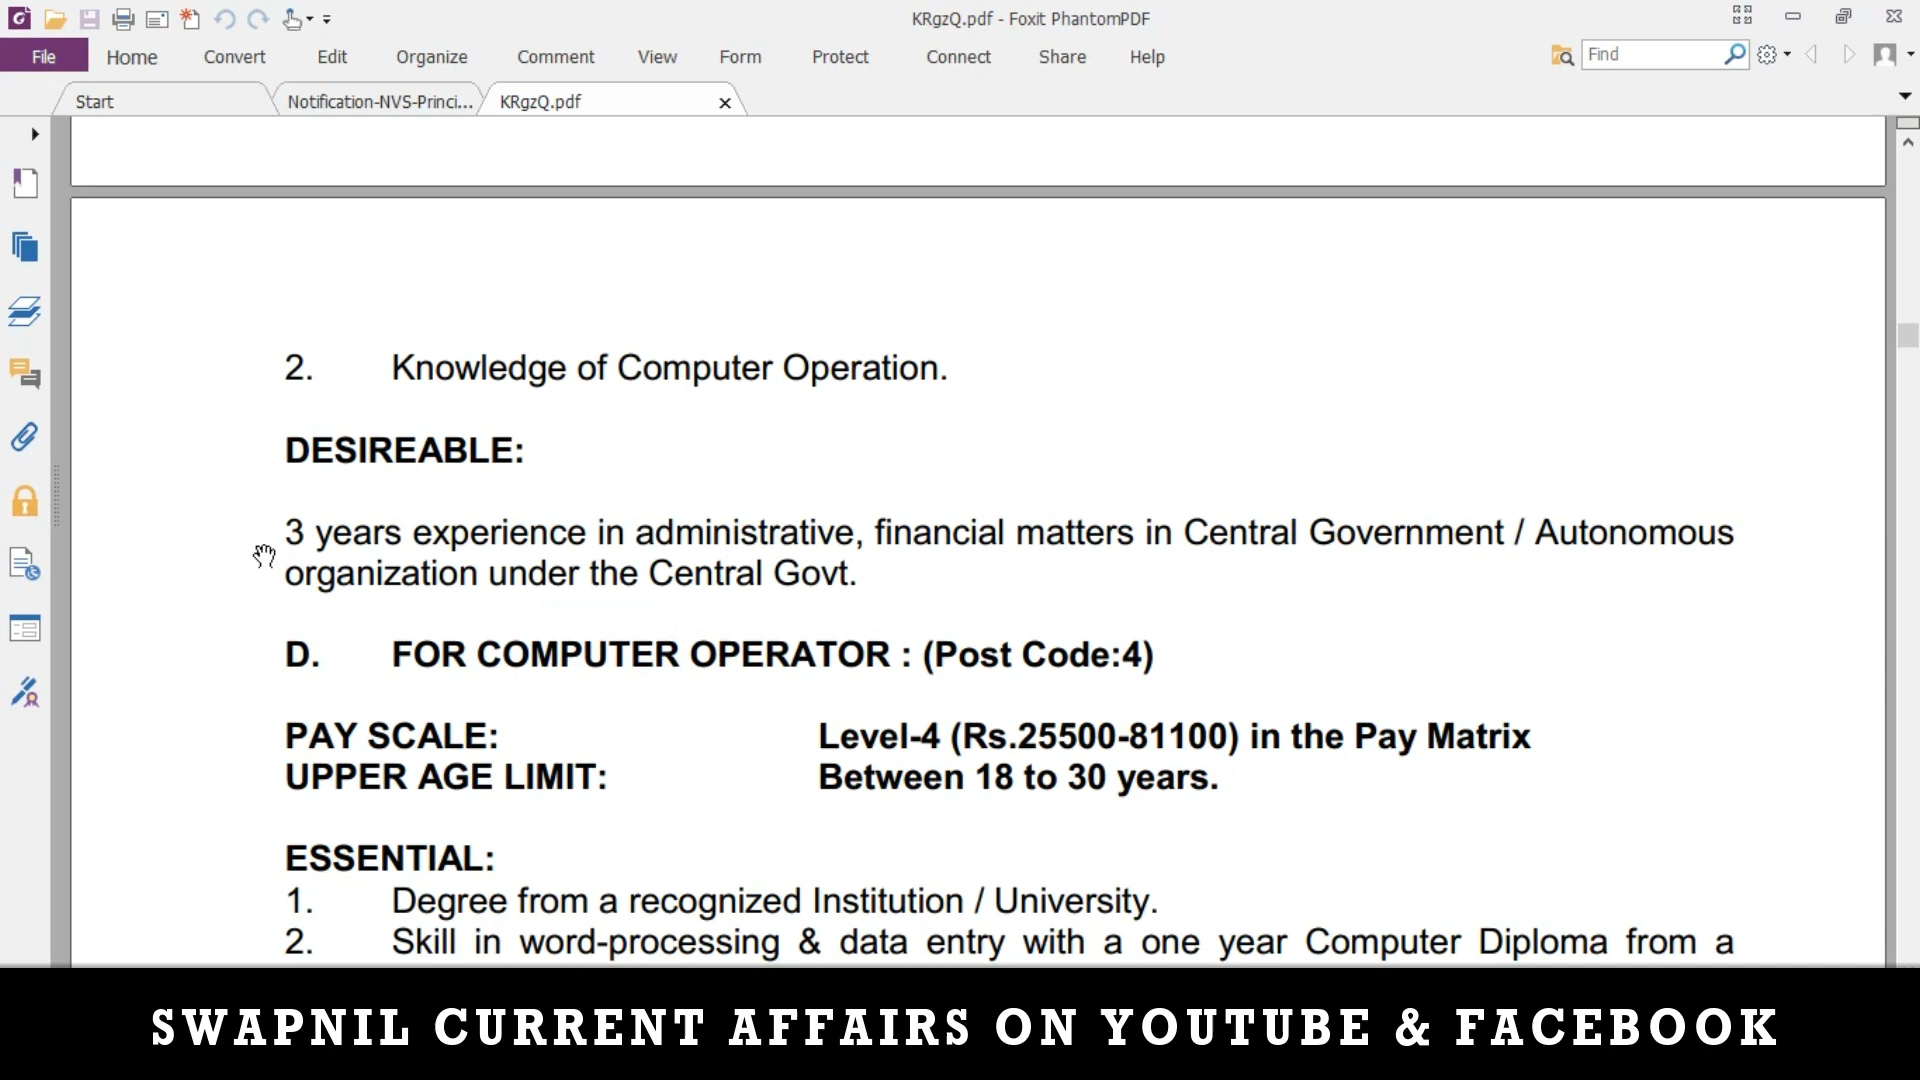 KRgzQ.pdf - Foxit PhantomPDF
File Home Convert Edit Organize Comment View Form Protect Connect Share Help Find
Start Notification-NVS-Princi... KRgzQ.pdf
2. Knowledge of Computer Operation.
DESIREABLE:
3 years experience in administrative, financial matters in Central Government / Autonomous
organization under the Central Govt.
D. FOR COMPUTER OPERATOR : (Post Code:4)
PAY SCALE: Level-4 (Rs.25500-81100) in the Pay Matrix
UPPER AGE LIMIT: Between 18 to 30 years.
ESSENTIAL:
1. Degree from a recognized Institution / University.
2. Skill in word-processing & data entry with a one year Computer Diploma from a
SWAPNIL CURRENT AFFAIRS ON YOUTUBE & FACEBOOK